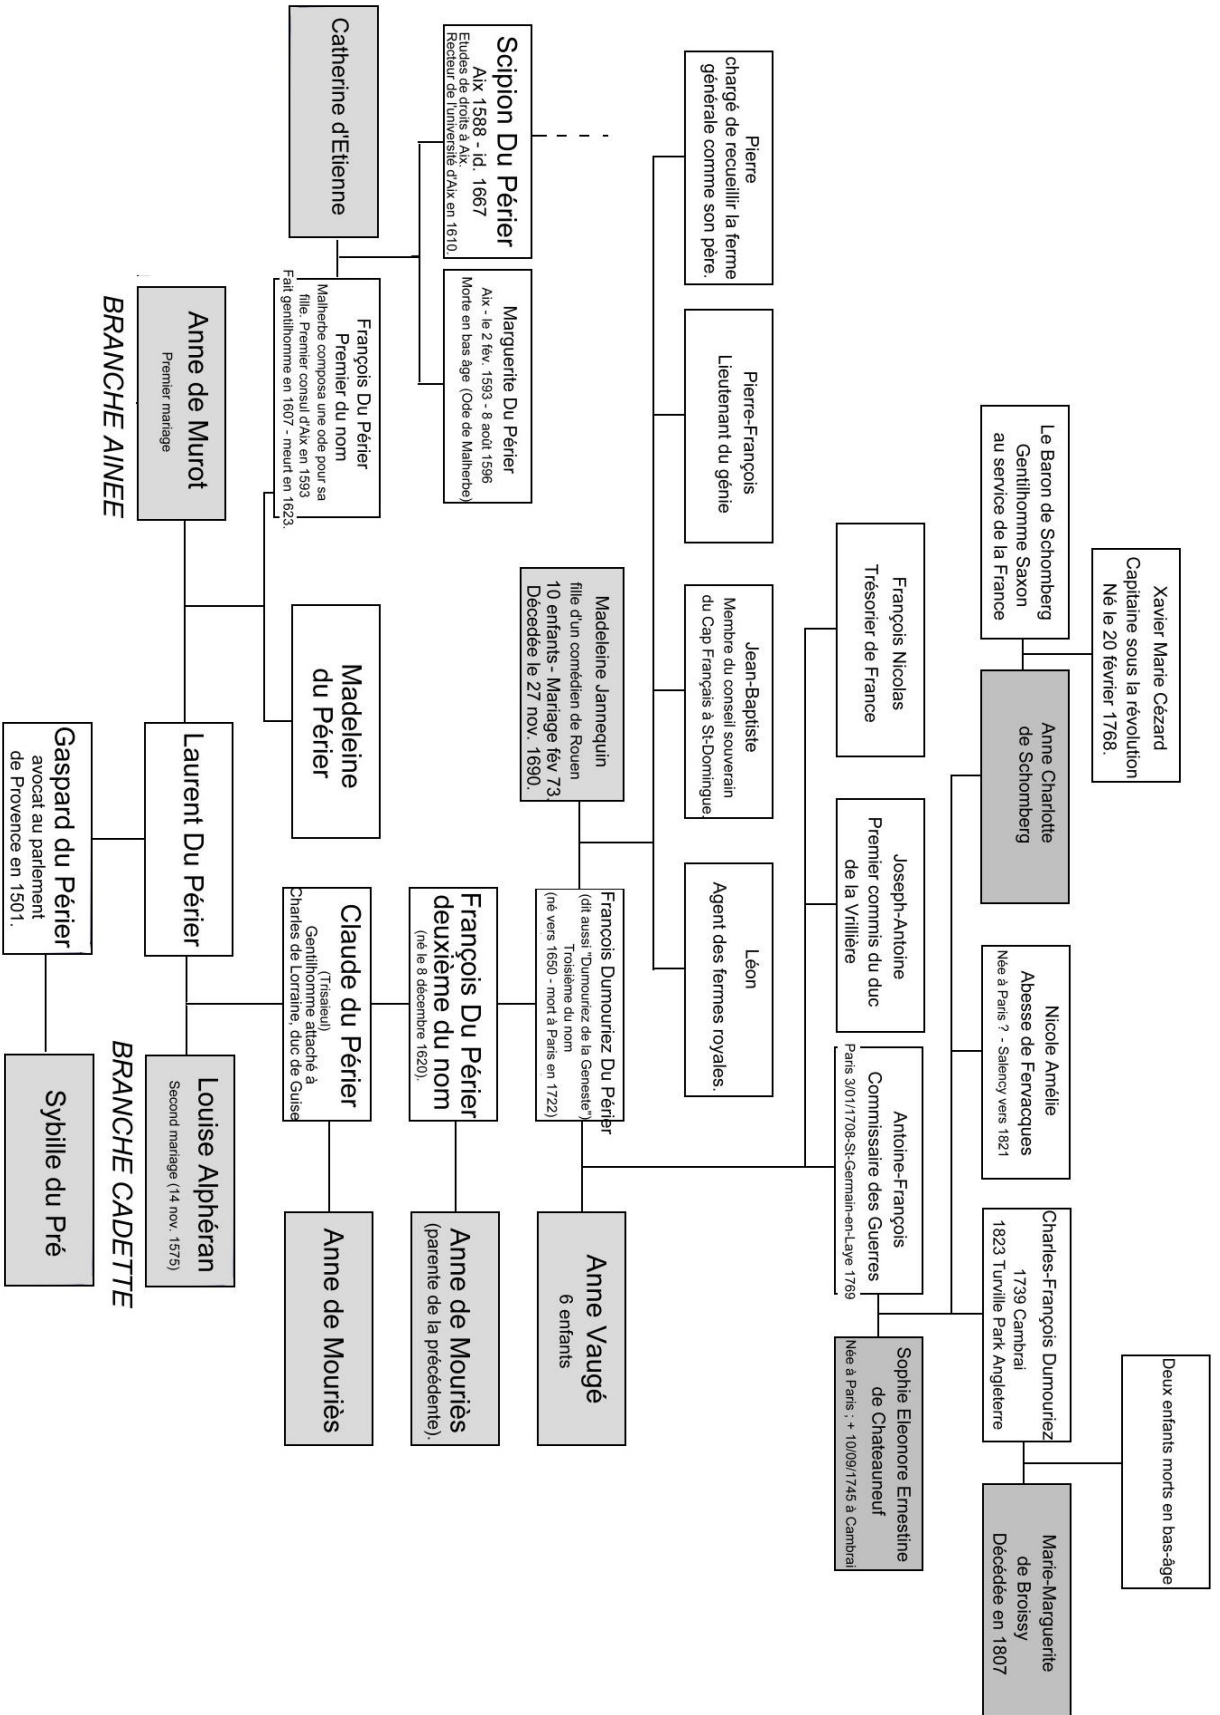 Gaspard du Périer
avocat au parlement
de Provence en 1501.
Sybille du Pré
BRANCHE AINEE
BRANCHE CADETTE
Anne de Murot
Premier mariage
Laurent Du Périer
Louise Alphéran
Second mariage (14 nov. 1575)
Catherine d'Etienne
François Du Périer
Premier du nom
Malherbe composa une ode pour sa
fille. Premier consul d'Aix en 1593
Fait gentilhomme en 1607 - meurt en 1623.
Madeleine
du Périer
Claude du Périer
(Trisaieul)
Gentilhomme attaché à
Charles de Lorraine, duc de Guise
Anne de Mouriès
Scipion Du Périer
Aix 1588 - id. 1667
Etudes de droits à Aix.
Recteur de l'université d'Aix en 1610.
Marguerite Du Périer
Aix - le 2 fév. 1593 - 8 août 1596
Morte en bas âge (Ode de Malherbe)
François Du Périer
deuxième du nom
(né le 8 décembre 1620).
Anne de Mouriès
(parente de la précédente).
Madeleine Jannequin
fille d'un comédien de Rouen
10 enfants - Mariage fév 73.
Décedée le 27 nov. 1690.
François Dumouriez Du Périer
(dit aussi "Dumouriez de la Geneste")
Troisième du nom
(né vers 1650 - mort à Paris en 1722)
Anne Vaugé
6 enfants
Pierre
chargé de recueillir la ferme
générale comme son père.
Pierre-François
Lieutenant du génie
Jean-Baptiste
Membre du conseil souverain
du Cap Français à St-Domingue.
Léon
Agent des fermes royales.
François Nicolas
Trésorier de France
Joseph-Antoine
Premier commis du duc
de la Vrillière
Antoine-François
Commissaire des Guerres
Paris 3/01/1708-St-Germain-en-Laye 1769
Sophie Eleonore Ernestine
de Chateauneuf
Née à Paris ; + 10/09/1745 à Cambrai
Le Baron de Schomberg
Gentilhomme Saxon
au service de la France
Anne Charlotte
de Schomberg
Nicole Amélie
Abesse de Fervacques
Née à Paris ? - Salency vers 1821
Charles-François Dumouriez
1739 Cambrai
1823 Turville Park Angleterre
Marie-Marguerite
de Broissy
Décédée en 1807
Xavier Marie Cézard
Capitaine sous la révolution
Né le 20 février 1768.
Deux enfants morts en bas-âge